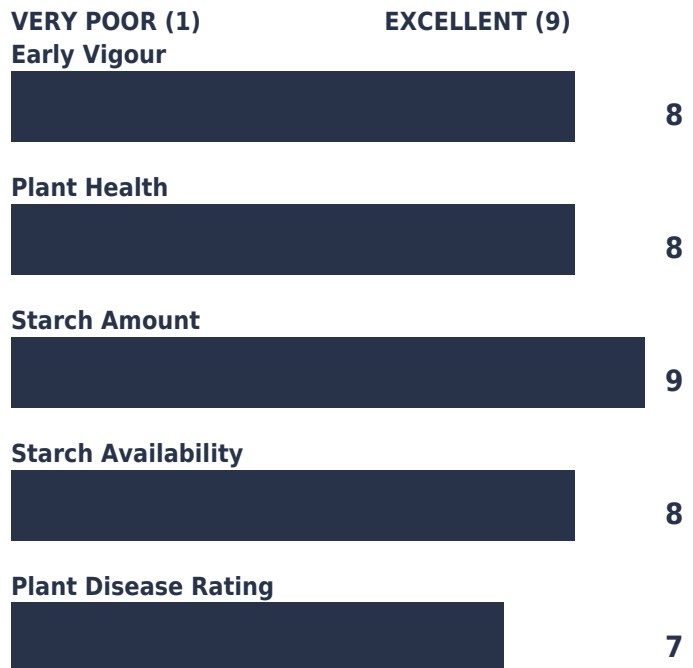 VERY POOR (1) EXCELLENT (9)
Early Vigour
8
Plant Health
8
Starch Amount
9
Starch Availability
8
Plant Disease Rating
7